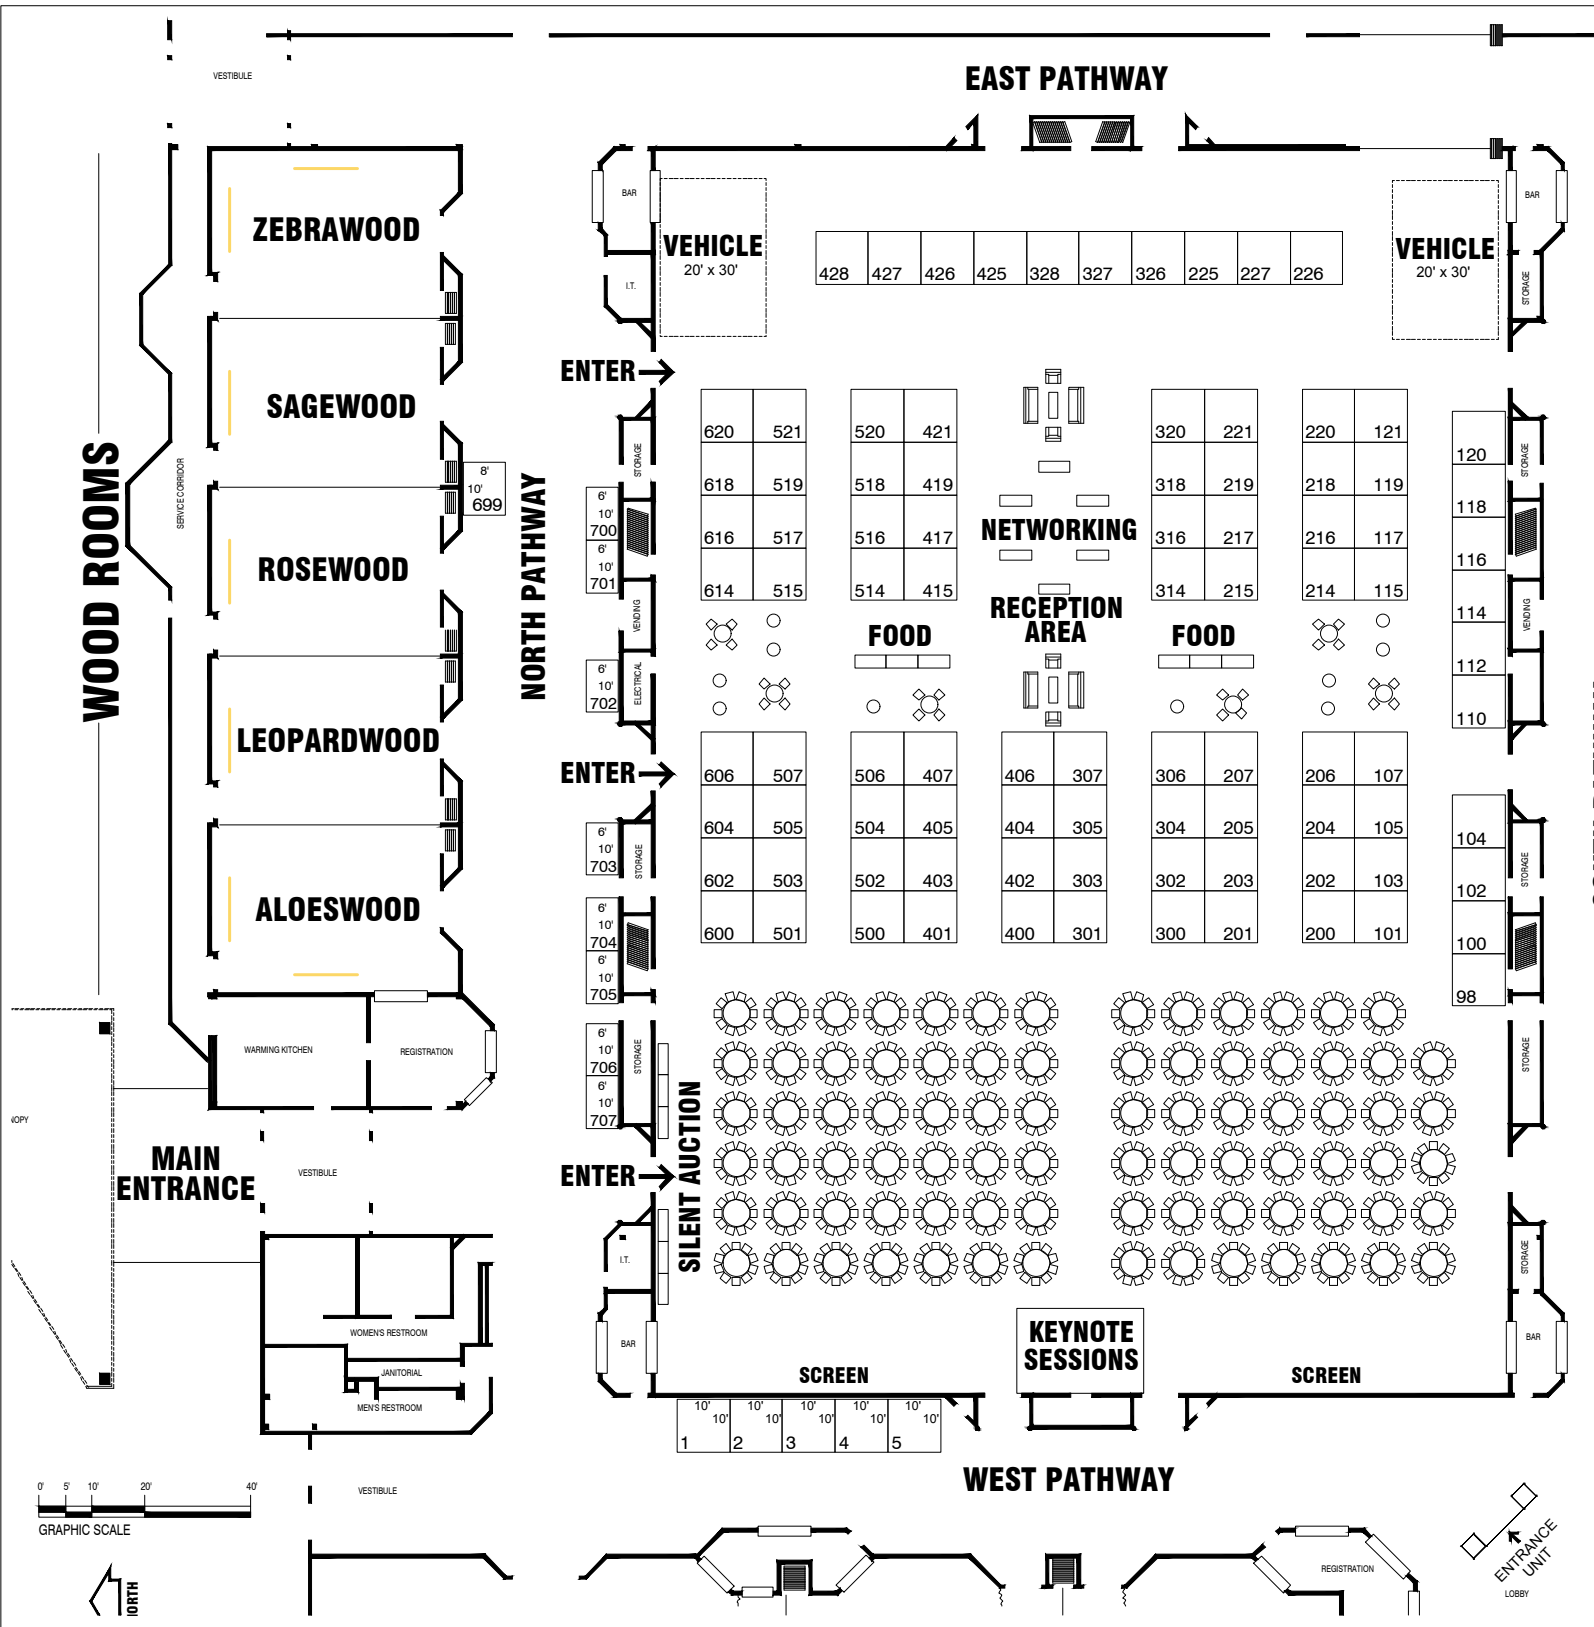 EAST PATHWAY
VESTIBULE
BAR
BAR
ZEBRAWOOD
VEHICLE
20' x 30'
428 427 426 425 328 327 326 225 227 226
VEHICLE
20' x 30'
I.T.
STORAGE
ENTER
SAGEWOOD
WOOD ROOMS
SERVICE CORRIDOR
NORTH PATHWAY
8'
10'
699
ROSEWOOD
LEOPARDWOOD
ALOESWOOD
STORAGE
6'
10'
700
6'
10'
701
VENDING
ELECTRICAL
6'
10'
702
620 521 520 421 320 221 220 121
618 519 518 419 318 219 218 119
616 517 516 417 316 217 216 117
614 515 514 415 314 215 214 115
NETWORKING
RECEPTION
AREA
FOOD
FOOD
120
118
116
114
112
110
STORAGE
VENDING
ENTER
606 507 506 407 406 307 306 207 206 107
604 505 504 405 404 305 304 205 204 105
602 503 502 403 402 303 302 203 202 103
600 501 500 401 400 301 300 201 200 101
104
102
100
98
STORAGE
STORAGE
6'
10'
703
STORAGE
6'
10'
704
6'
10'
705
6'
10'
706
6'
10'
707
STORAGE
WARMING KITCHEN
REGISTRATION
MAIN
ENTRANCE
VESTIBULE
ENTER
SILENT AUCTION
I.T.
STORAGE
BAR
BAR
WOMEN'S RESTROOM
JANITORIAL
MEN'S RESTROOM
KEYNOTE
SESSIONS
SCREEN
SCREEN
10' 10' 10' 10' 10'
10' 10' 10' 10' 10'
1 2 3 4 5
WEST PATHWAY
VESTIBULE
0' 5' 10' 20' 40'
GRAPHIC SCALE
REGISTRATION
ENTRANCE
UNIT
LOBBY